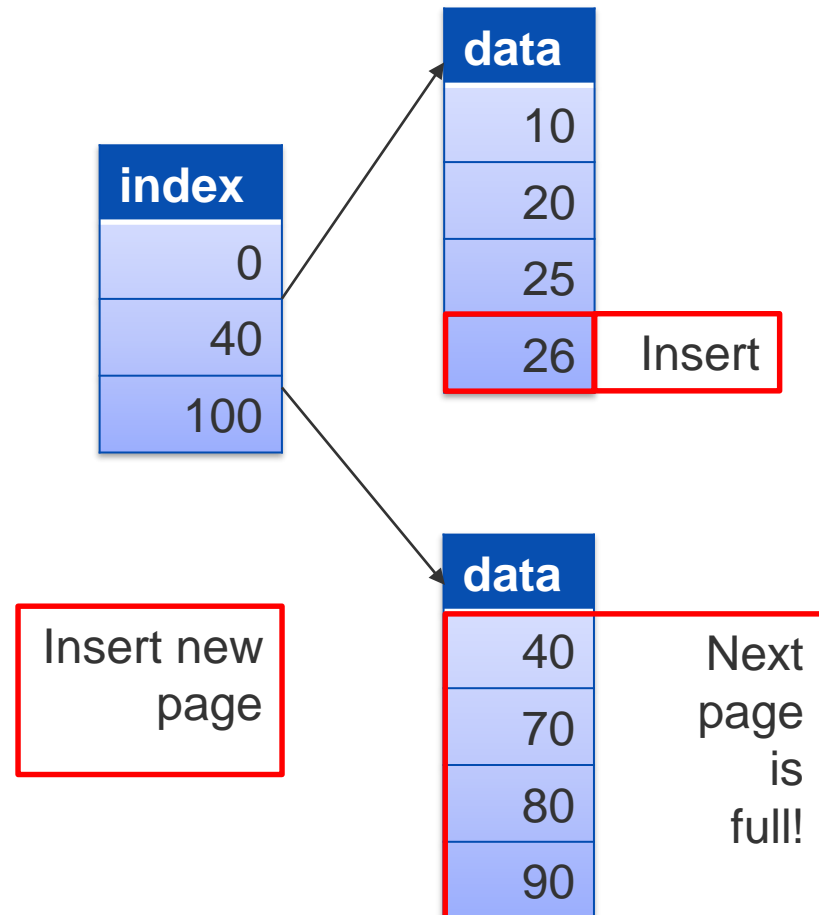 index
0
40
100
data
10
20
25
26 Insert
Insert new
page
data
40
70
80
90
Next
page
is
full!